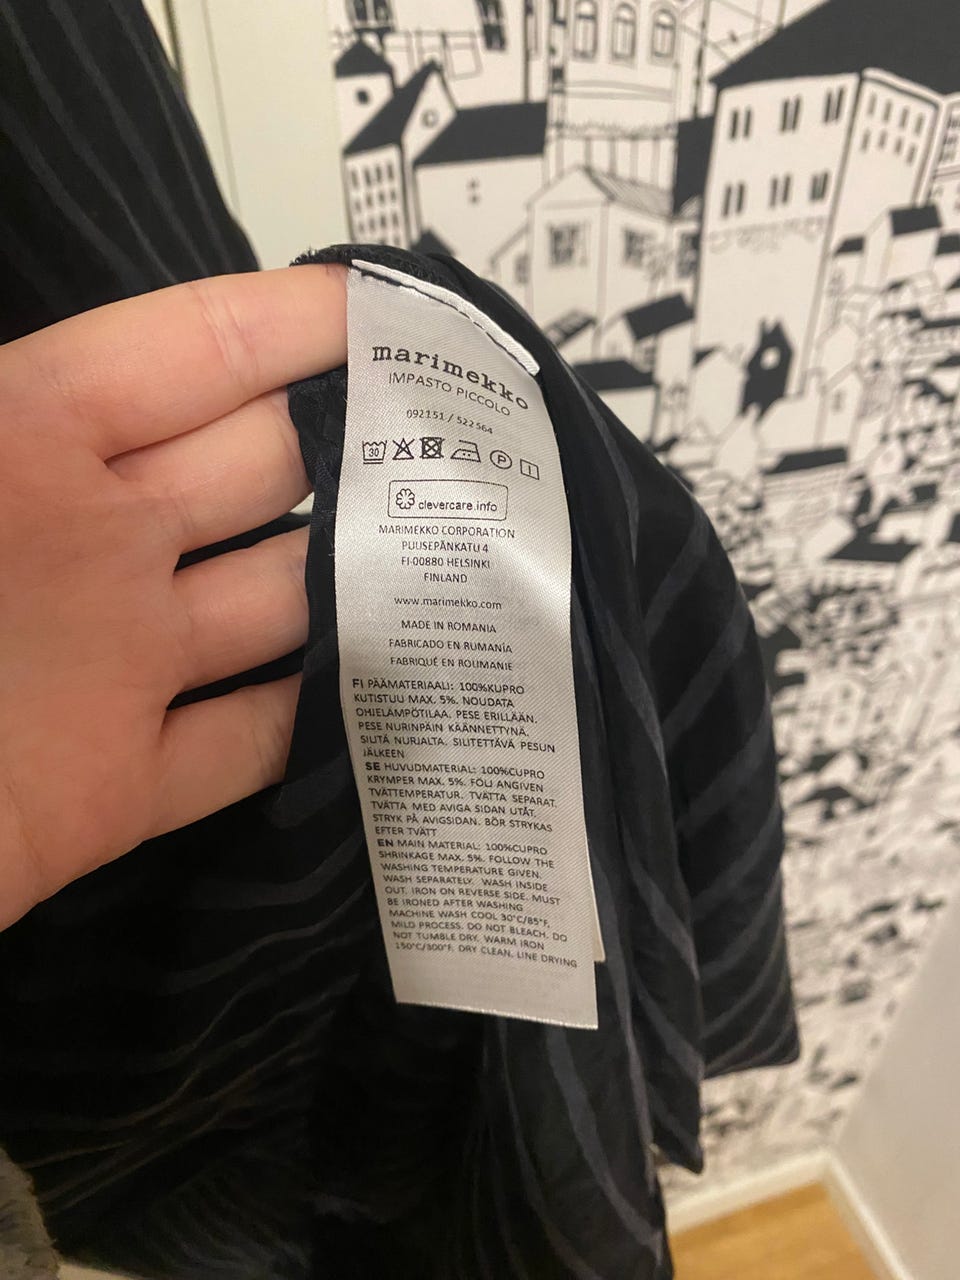 marimekko
IMPASTO PICCOLO
092151 / 522564
30 P
clevercare.info
MARIMEKKO CORPORATION
PUUSEPÄNKATU 4
FI-00880 HELSINKI
FINLAND
www.marimekko.com
MADE IN ROMANIA
FABRICADO EN RUMANÍA
FABRIQUÉ EN ROUMANIE
FI PÄÄMATERIAALI: 100%KUPRO
KUTISTUU MAX. 5%. NOUDATA
OHJELÄMPÖTILAA. PESE ERILLÄÄN.
PESE NURINPÄIN KÄÄNNETTYNÄ.
SILITÄ NURJALTA. SILITETTÄVÄ PESUN
JÄLKEEN
SE HUVUDMATERIAL: 100%CUPRO
KRYMPER MAX. 5%. FÖLJ ANGIVEN
TVÄTTEMPERATUR. TVÄTTA SEPARAT.
TVÄTTA MED AVIGA SIDAN UTÅT.
STRYK PÅ AVIGSIDAN. BÖR STRYKAS
EFTER TVÄTT
EN MAIN MATERIAL: 100%CUPRO
SHRINKAGE MAX. 5%. FOLLOW THE
WASHING TEMPERATURE GIVEN.
WASH SEPARATELY. WASH INSIDE
OUT. IRON ON REVERSE SIDE. MUST
BE IRONED AFTER WASHING
MACHINE WASH COOL 30°C/85°F,
MILD PROCESS. DO NOT BLEACH. DO
NOT TUMBLE DRY. WARM IRON
150°C/300°F. DRY CLEAN. LINE DRYING